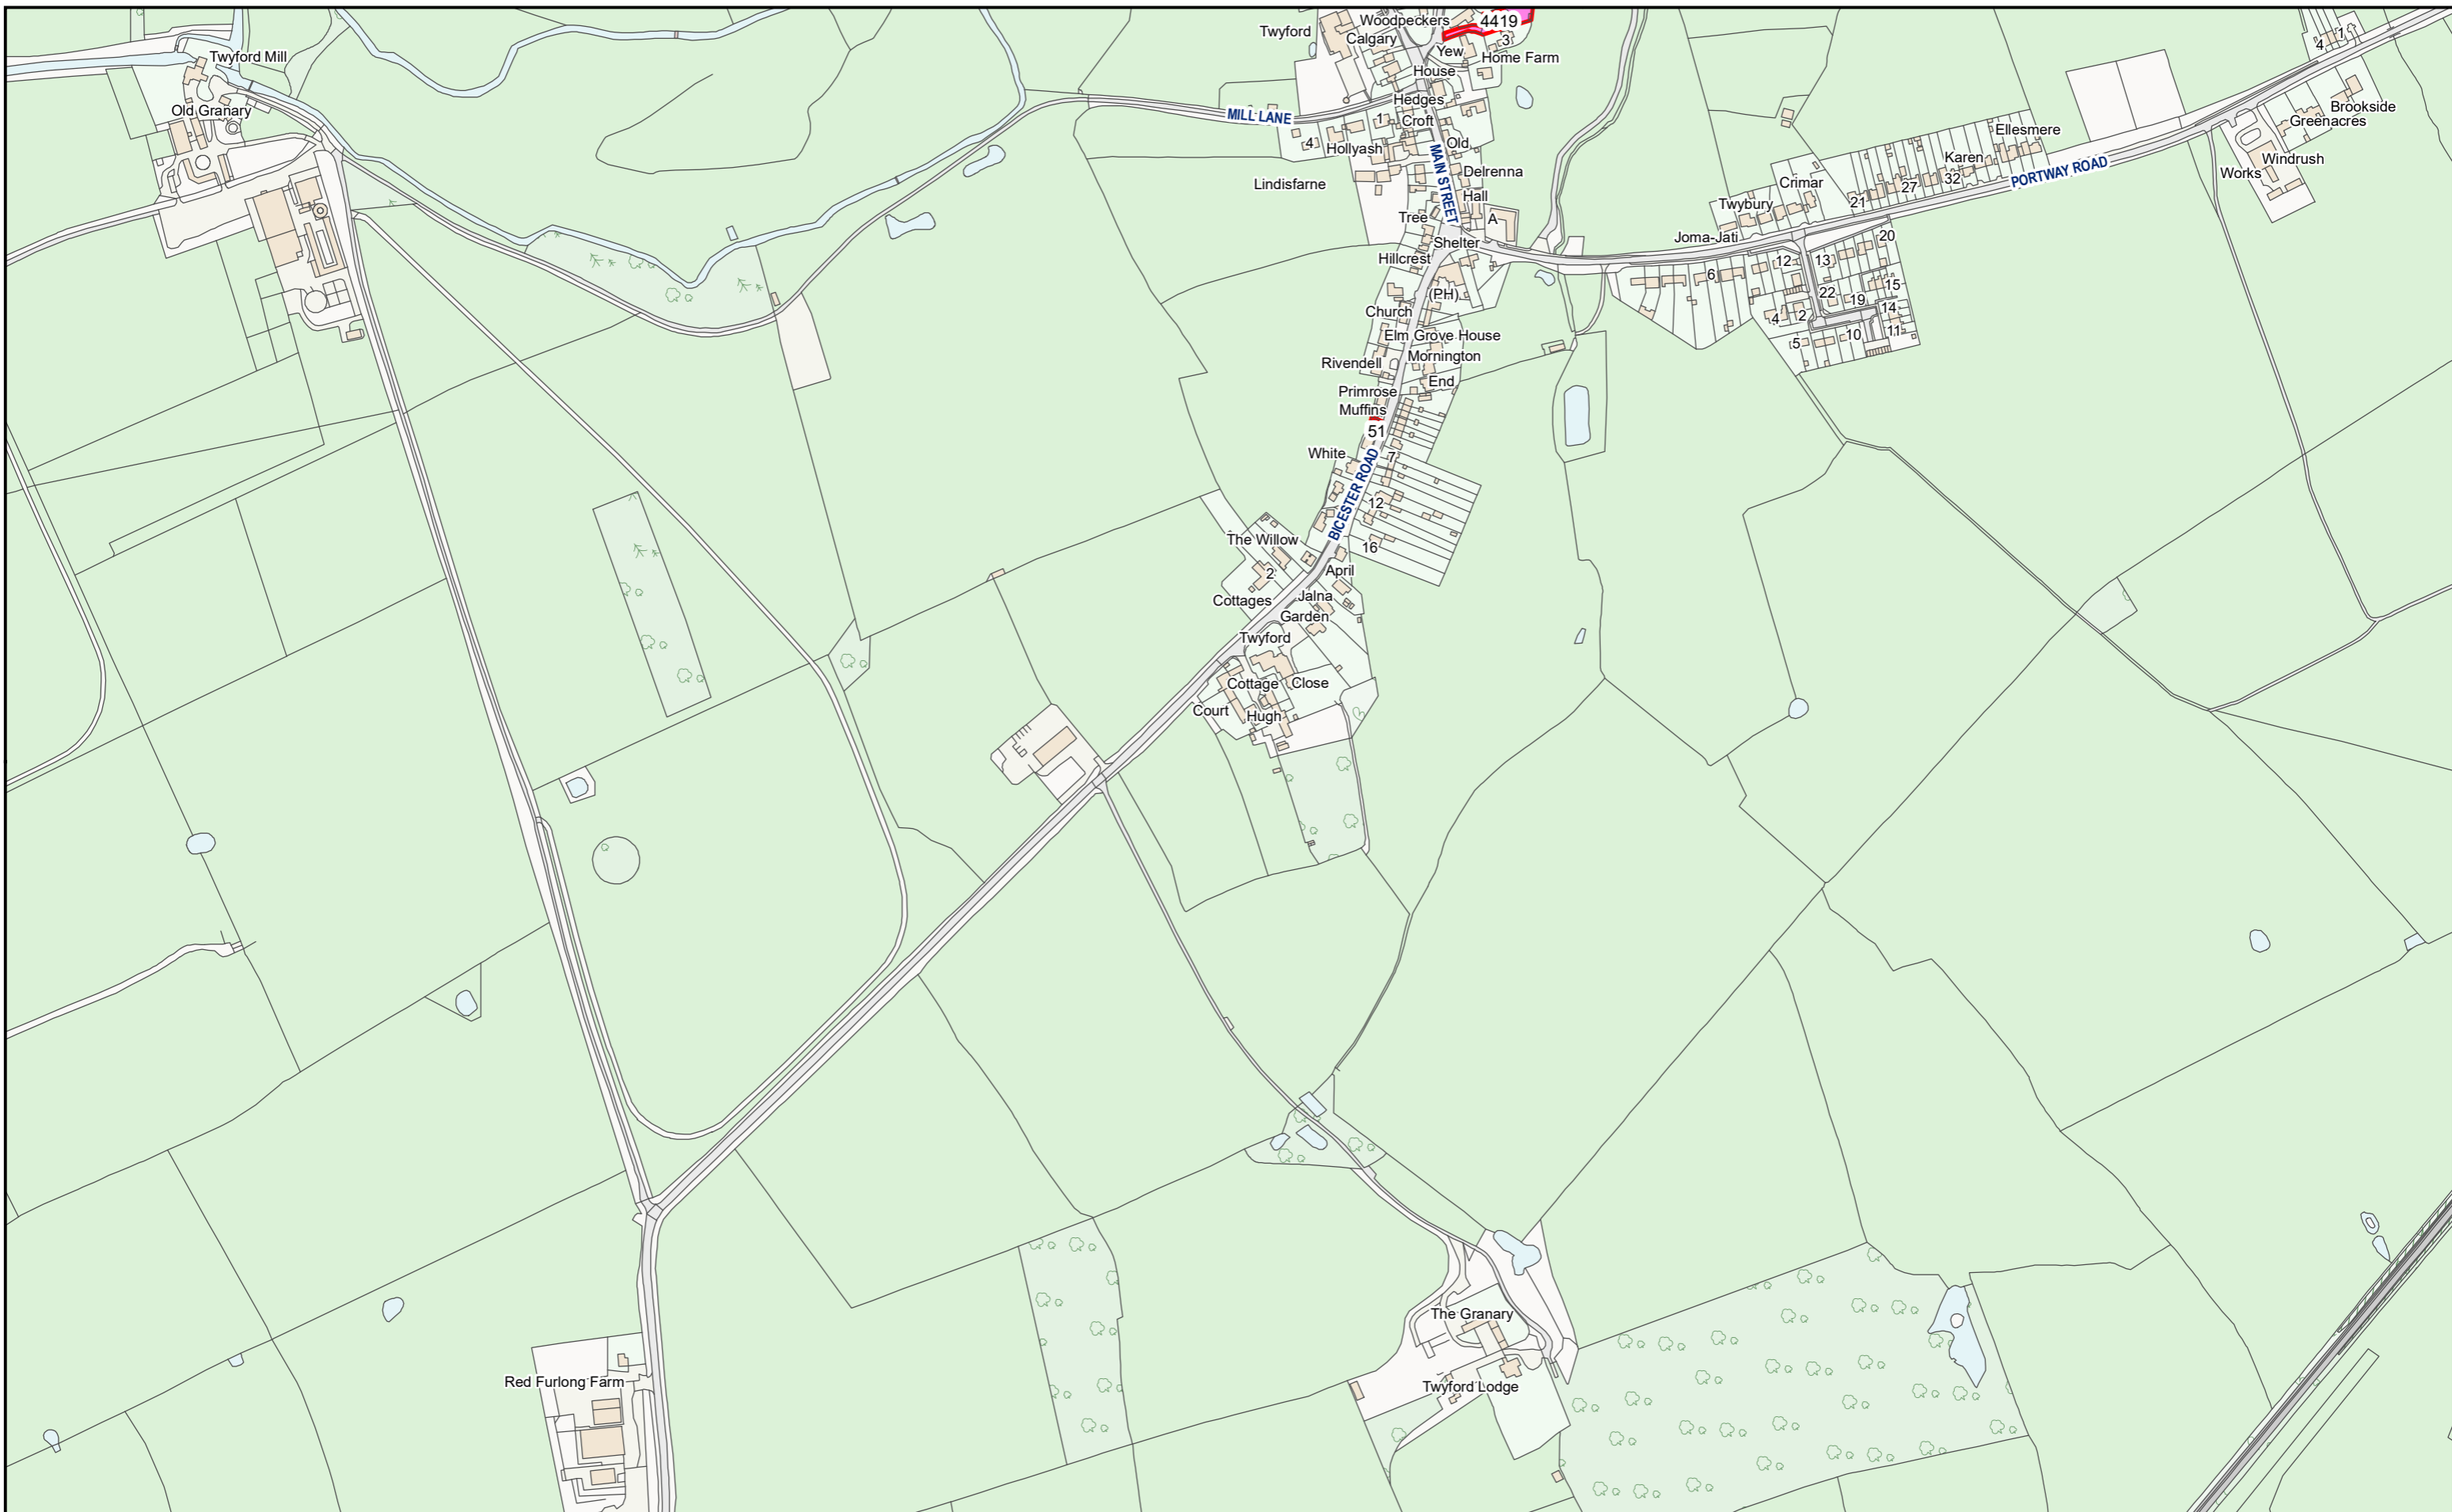 Woodpeckers
4419
Twyford
Calgary
3
Yew
Home Farm
Twyford Mill
House
4
1
Old Granary
Hedges
MILL LANE
1
Croft
Brookside
Greenacres
Ellesmere
4
Hollyash
Old
MAIN STREET
Karen
Windrush
PORTWAY ROAD
Works
Delrenna
Lindisfarne
Crimar
27
32
Hall
Twybury
21
Tree
A
Joma-Jati
20
Shelter
Hillcrest
6
12
13
(PH)
22
19
15
Church
4
2
14
Elm Grove House
10
11
5
Rivendell
Mornington
End
Primrose
Muffins
51
White
7
BICESTER ROAD
12
The Willow
16
2
April
Cottages
Jalna
Garden
Twyford
Cottage
Close
Court
Hugh
The Granary
Red Furlong Farm
Twyford Lodge